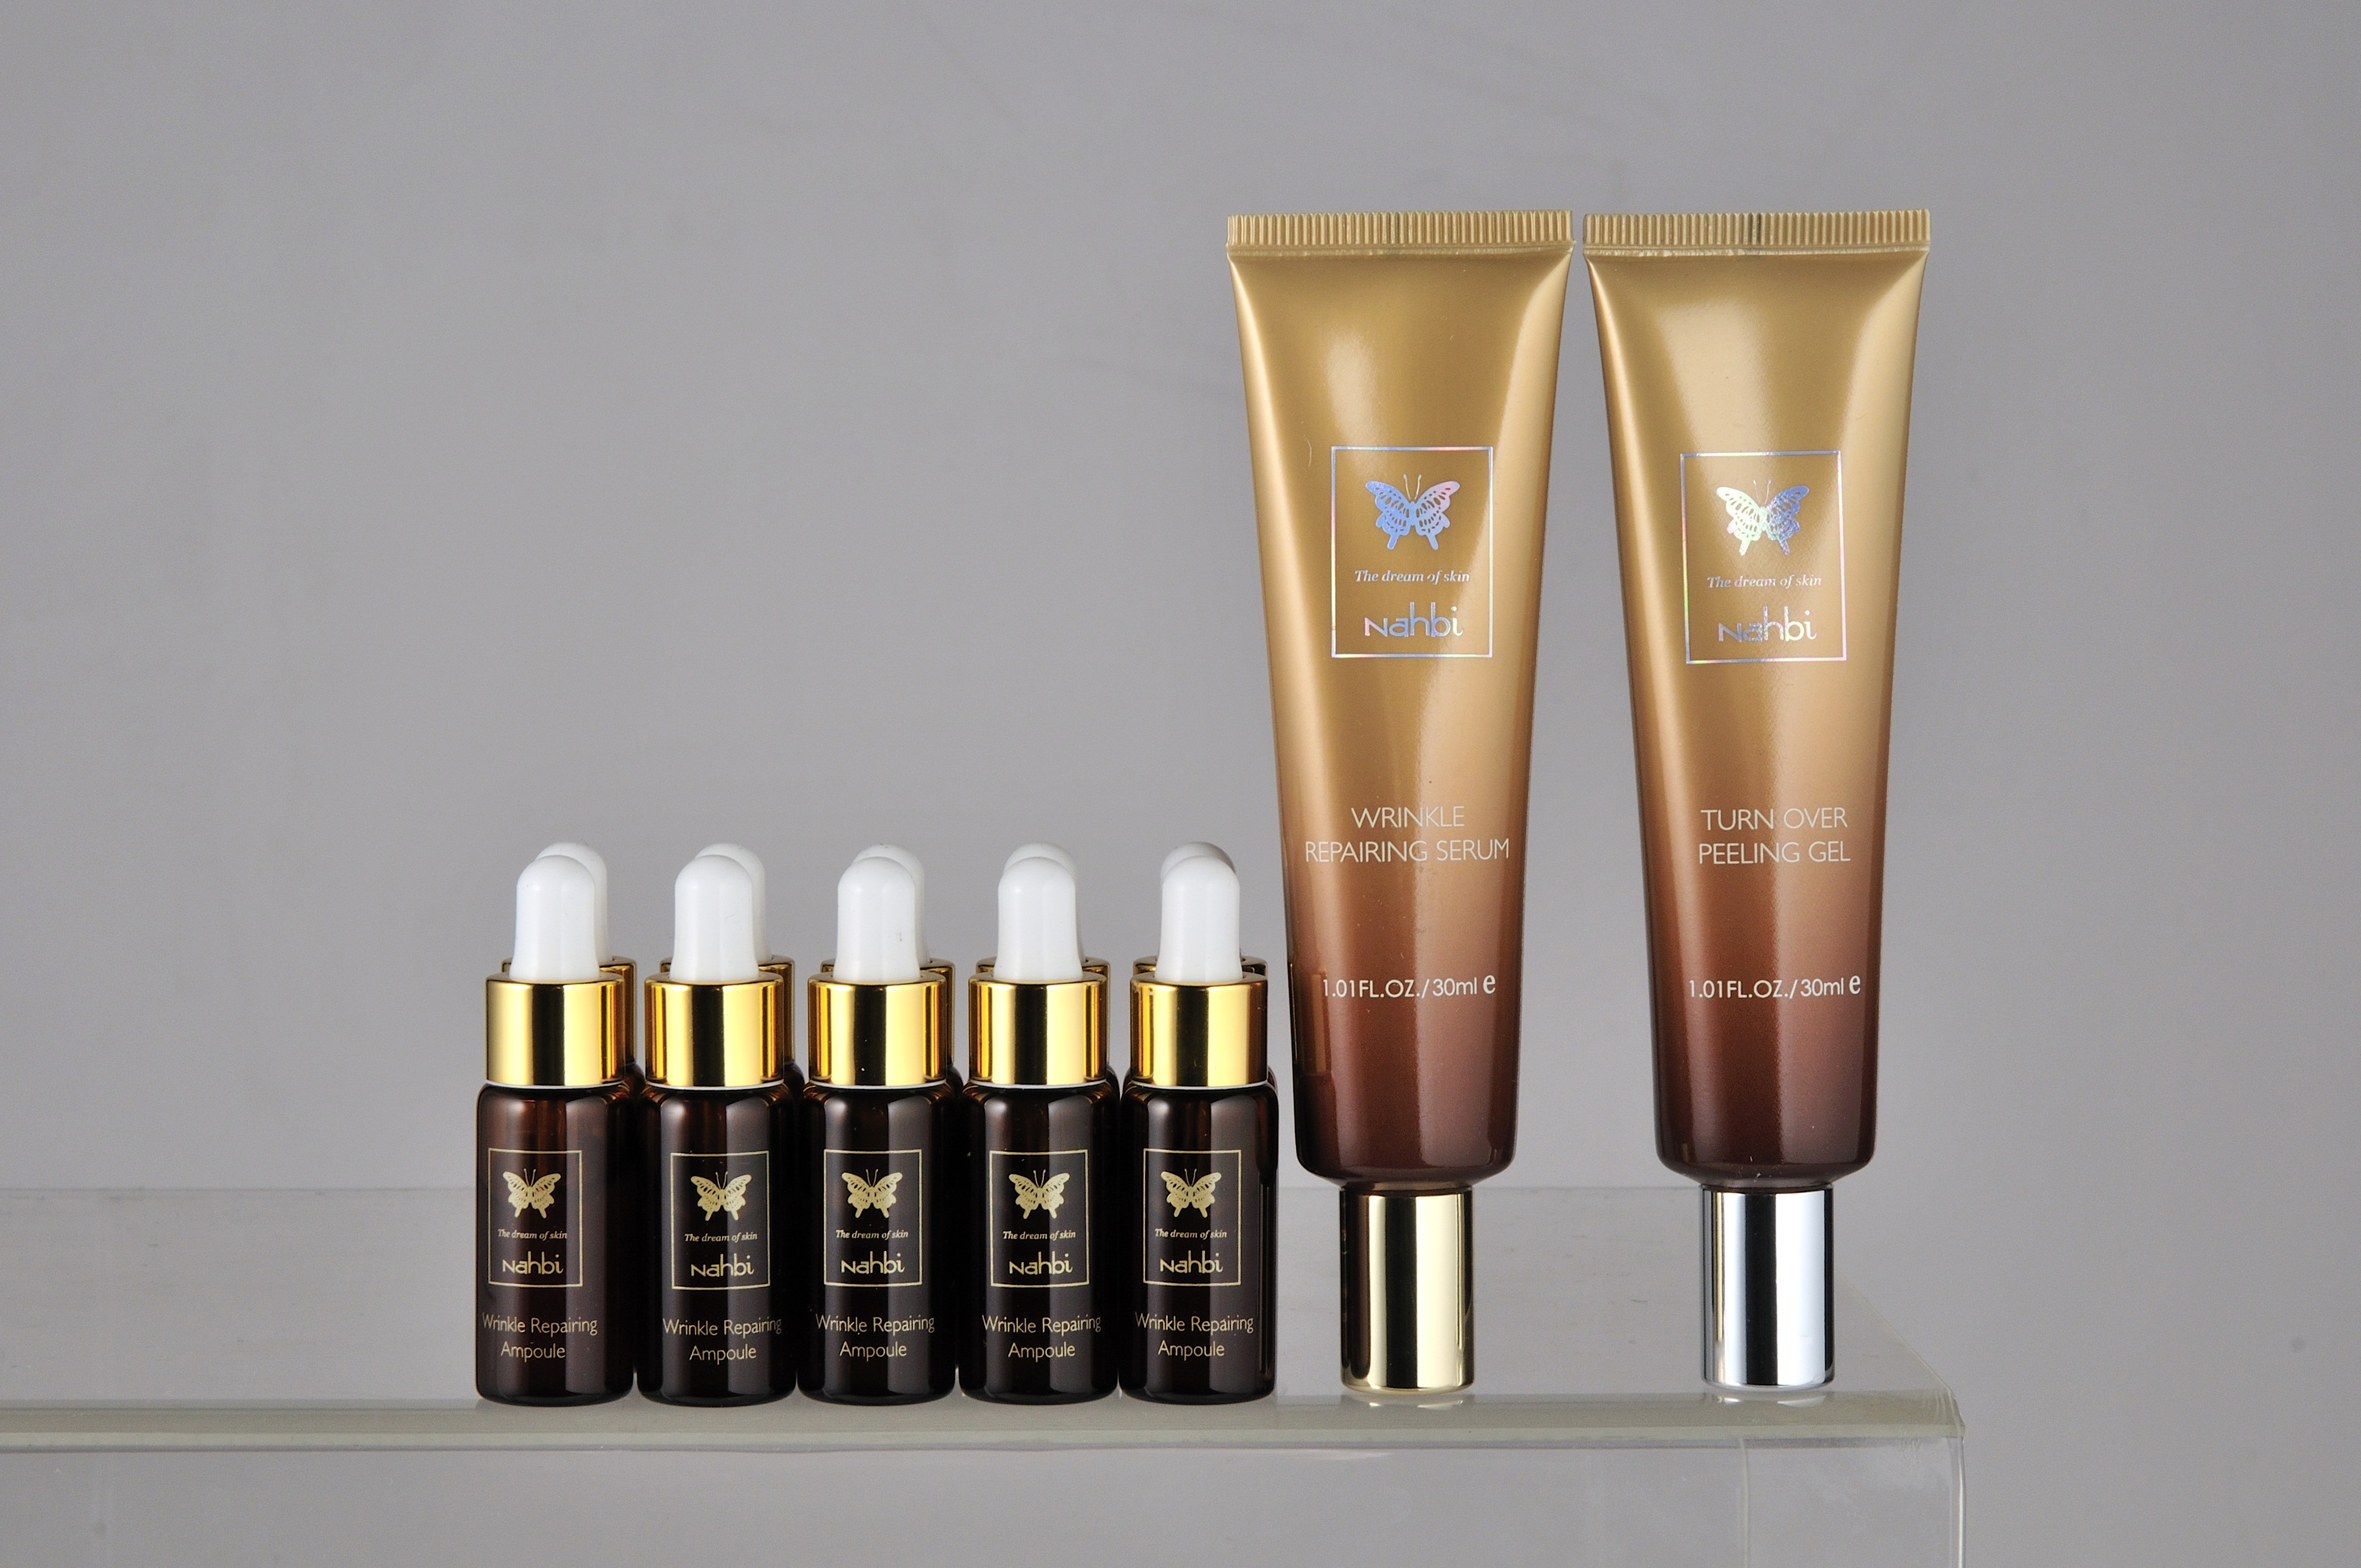 The dream of skin
Nahbi
Wrinkle Repairing
Ampoule
The dream of skin
Nahbi
Wrinkle Repairing
Ampoule
The dream of skin
Nahbi
Wrinkle Repairing
Ampoule
The dream of skin
Nahbi
Wrinkle Repairing
Ampoule
The dream of skin
Nahbi
Wrinkle Repairing
Ampoule
The dream of skin
Nahbi
WRINKLE
REPAIRING SERUM
1.01FL.OZ./30ml e
The dream of skin
Nahbi
TURN OVER
PEELING GEL
1.01FL.OZ./30ml e